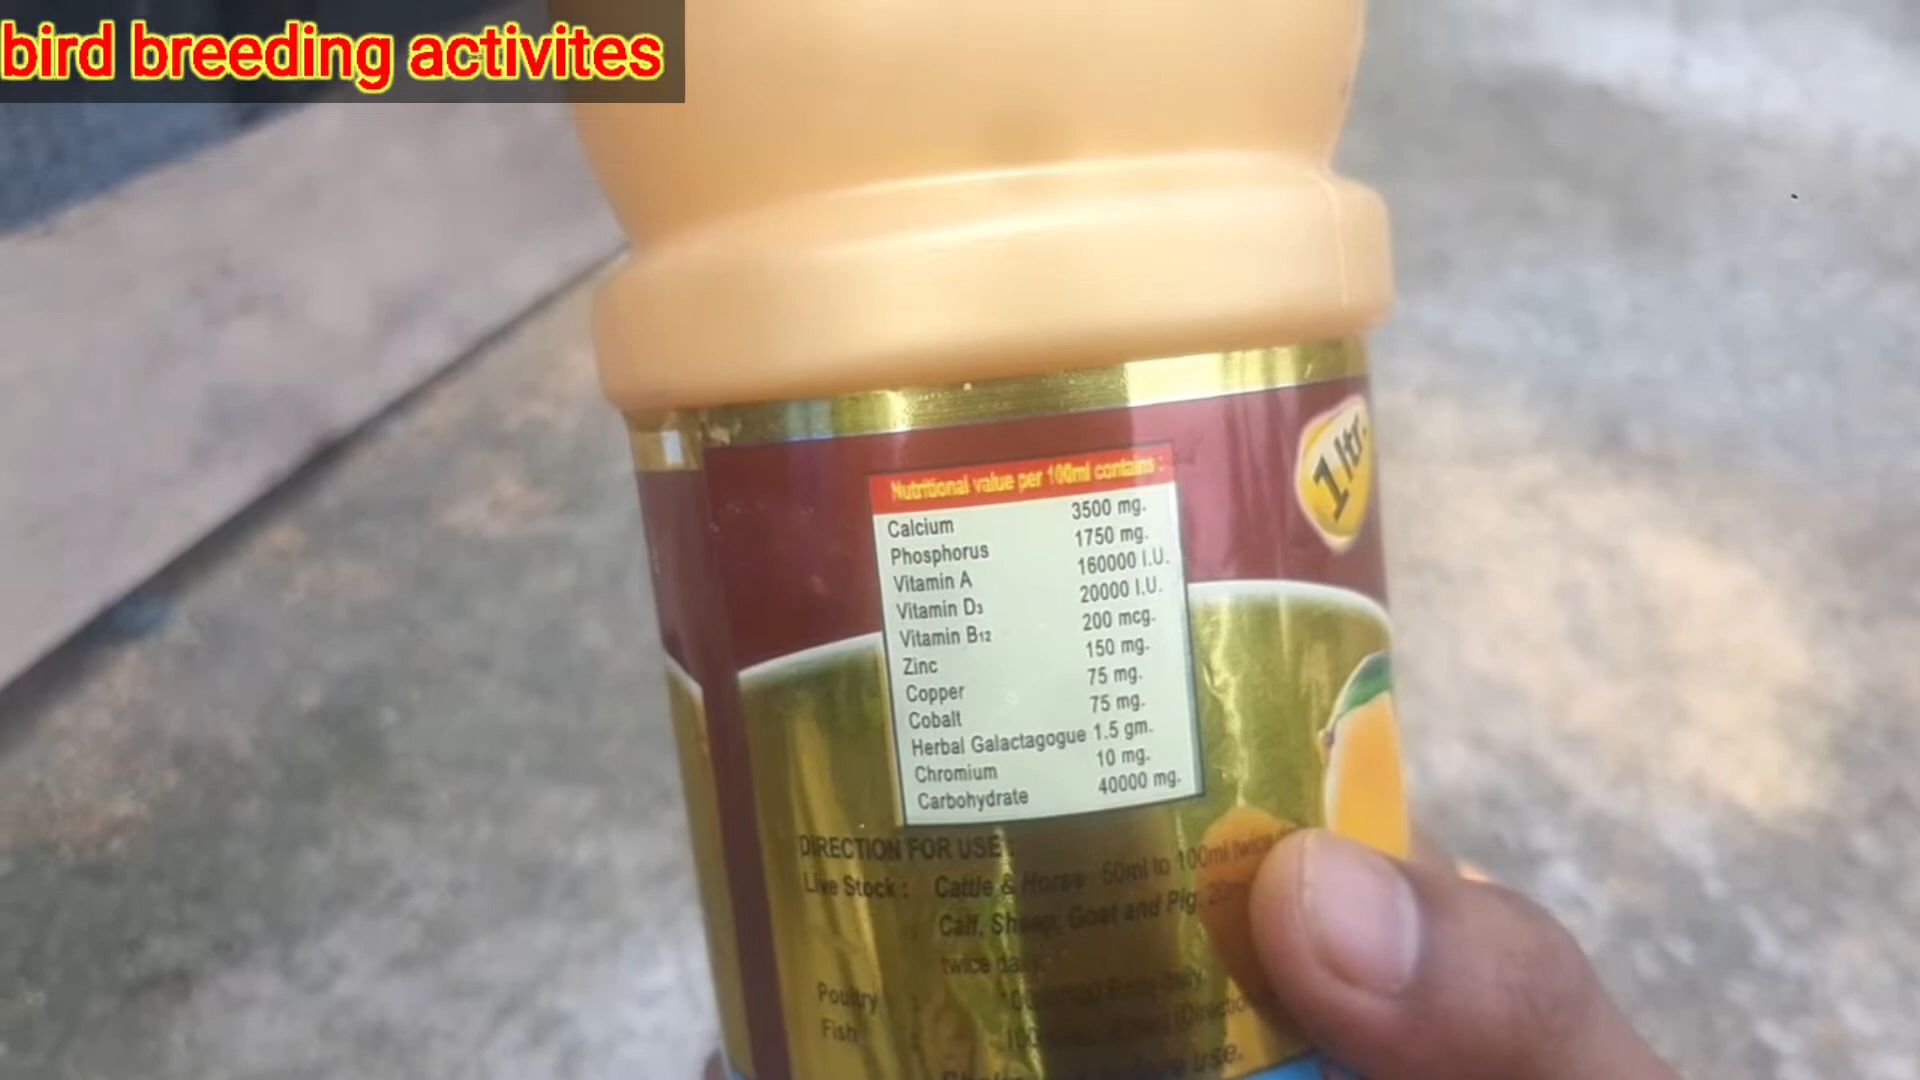 bird breeding activites
1 ltr.
Nutritional value per 100ml contains :
Calcium 3500 mg.
Phosphorus 1750 mg.
Vitamin A 160000 I.U.
Vitamin D3 20000 I.U.
Vitamin B12 200 mcg.
Zinc 150 mg.
Copper 75 mg.
Cobalt 75 mg.
Herbal Galactagogue 1.5 gm.
Chromium 10 mg.
Carbohydrate 40000 mg.
DIRECTION FOR USE :
Live Stock : Cattle & Horse 50ml to 100ml twice
: Calf, Sheep, Goat and Pig
twice daily.
Poultry :
Fish :
use.